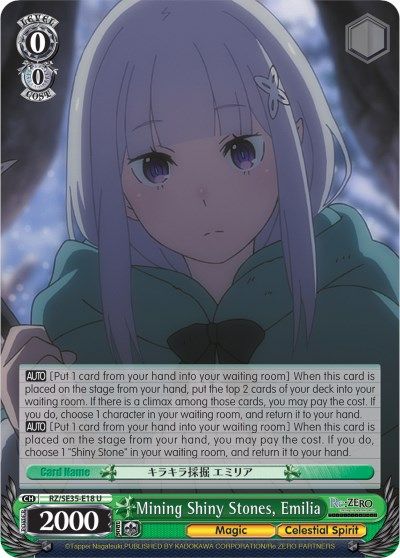 LEVEL
0
0
COST
AUTO [Put 1 card from your hand into your waiting room] When this card is
placed on the stage from your hand, put the top 2 cards of your deck into your
waiting room. If there is a climax among those cards, you may pay the cost. If
you do, choose 1 character in your waiting room, and return it to your hand.
AUTO [Put 1 card from your hand into your waiting room] When this card is
placed on the stage from your hand, you may pay the cost. If you do, choose
1 "Shiny Stone" in your waiting room, and return it to your hand.
Card Name キラキラ採掘 エミリア
CH RZ/SE35-E18 U
POWER 2000 SOUL Mining Shiny Stones, Emilia Re:ZERO
Magic Celestial Spirit
©Tappei Nagatsuki,PUBLISHED BY KADOKAWA CORPORATION/Re:ZERO PARTNERS